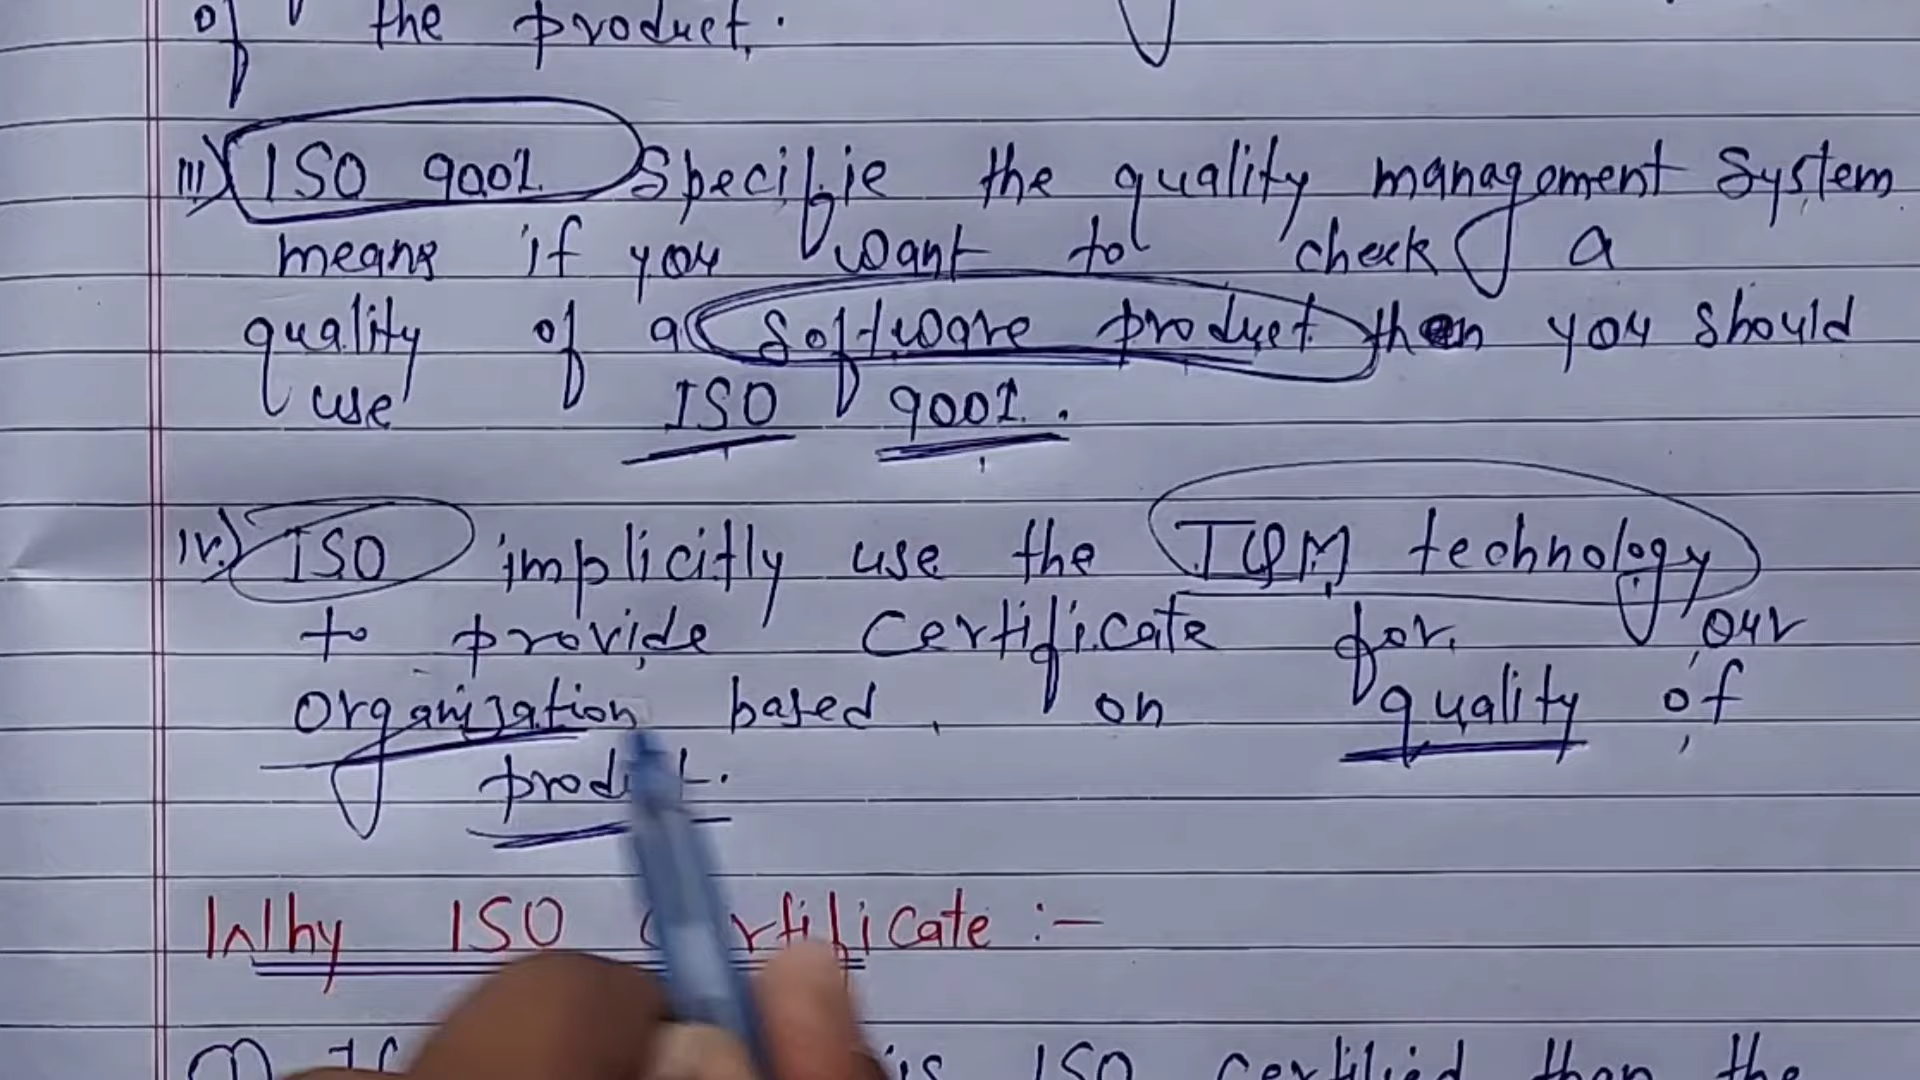 of the product.
III) ISO 9001 Specifie the quality management System
means if you want to check a
quality of a Software product then you should
use ISO 9001.
IV.) ISO implicitly use the TQM technology
to provide Certificate for our
organization based on quality of
product.
Why ISO Certificate :-
is ISO certified than the